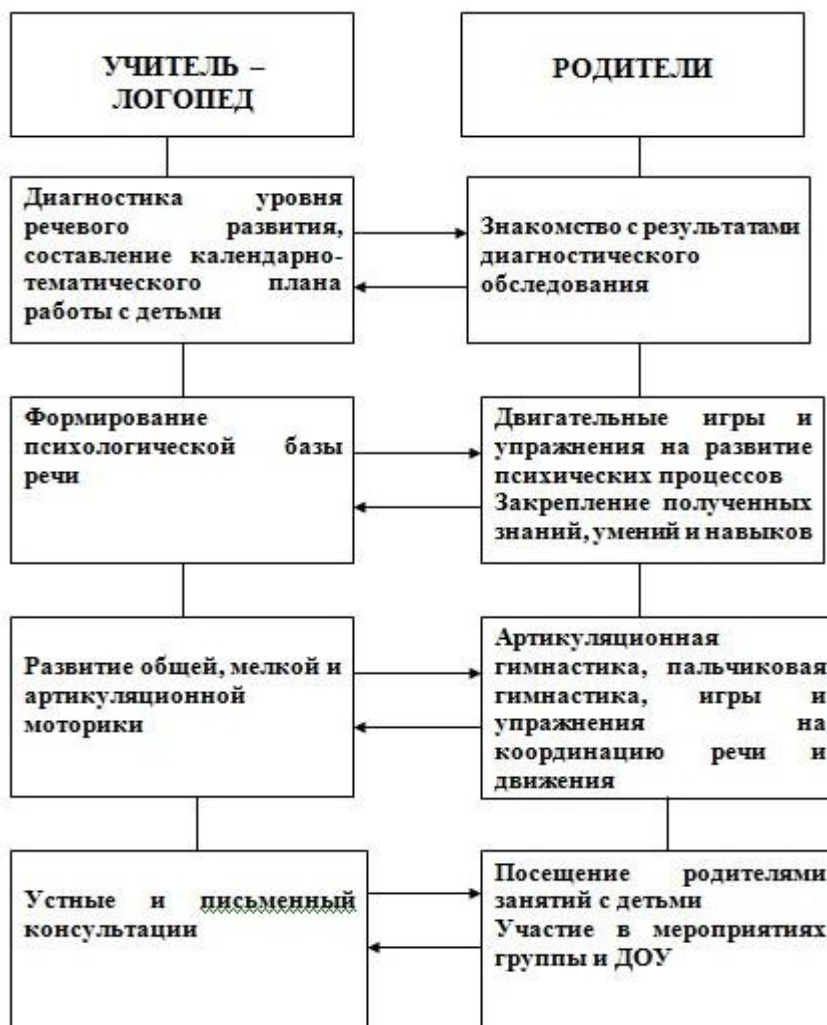 УЧИТЕЛЬ –
ЛОГОПЕД
РОДИТЕЛИ
Диагностика уровня
речевого развития,
составление календарно-
тематического плана
работы с детьми
Знакомство с результатами
диагностического
обследования
Формирование
психологической базы
речи
Двигательные игры и
упражнения на развитие
психических процессов
Закрепление полученных
знаний, умений и навыков
Развитие общей, мелкой и
артикуляционной
моторики
Артикуляционная
гимнастика, пальчиковая
гимнастика, игры и
упражнения на
координацию речи и
движения
Устные и письменный
консультации
Посещение родителями
занятий с детьми
Участие в мероприятиях
группы и ДОУ